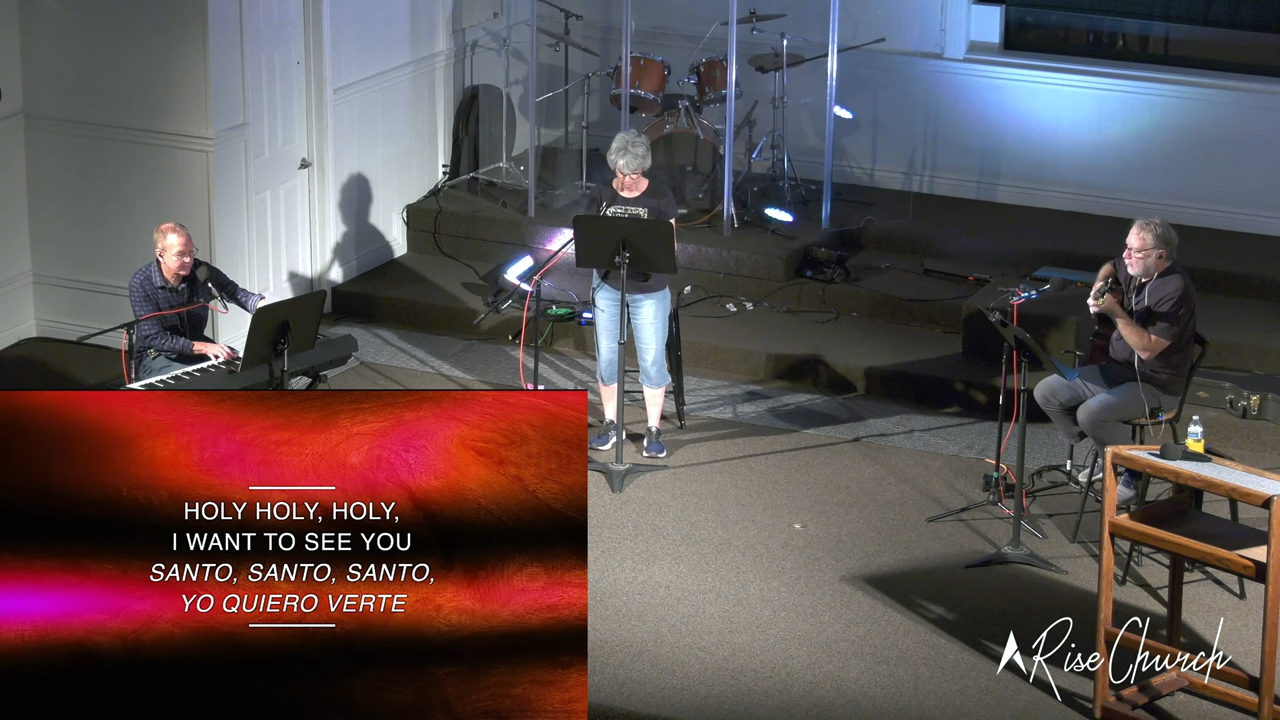 HOLY HOLY, HOLY,
I WANT TO SEE YOU
SANTO, SANTO, SANTO,
YO QUIERO VERTE
Rise Church